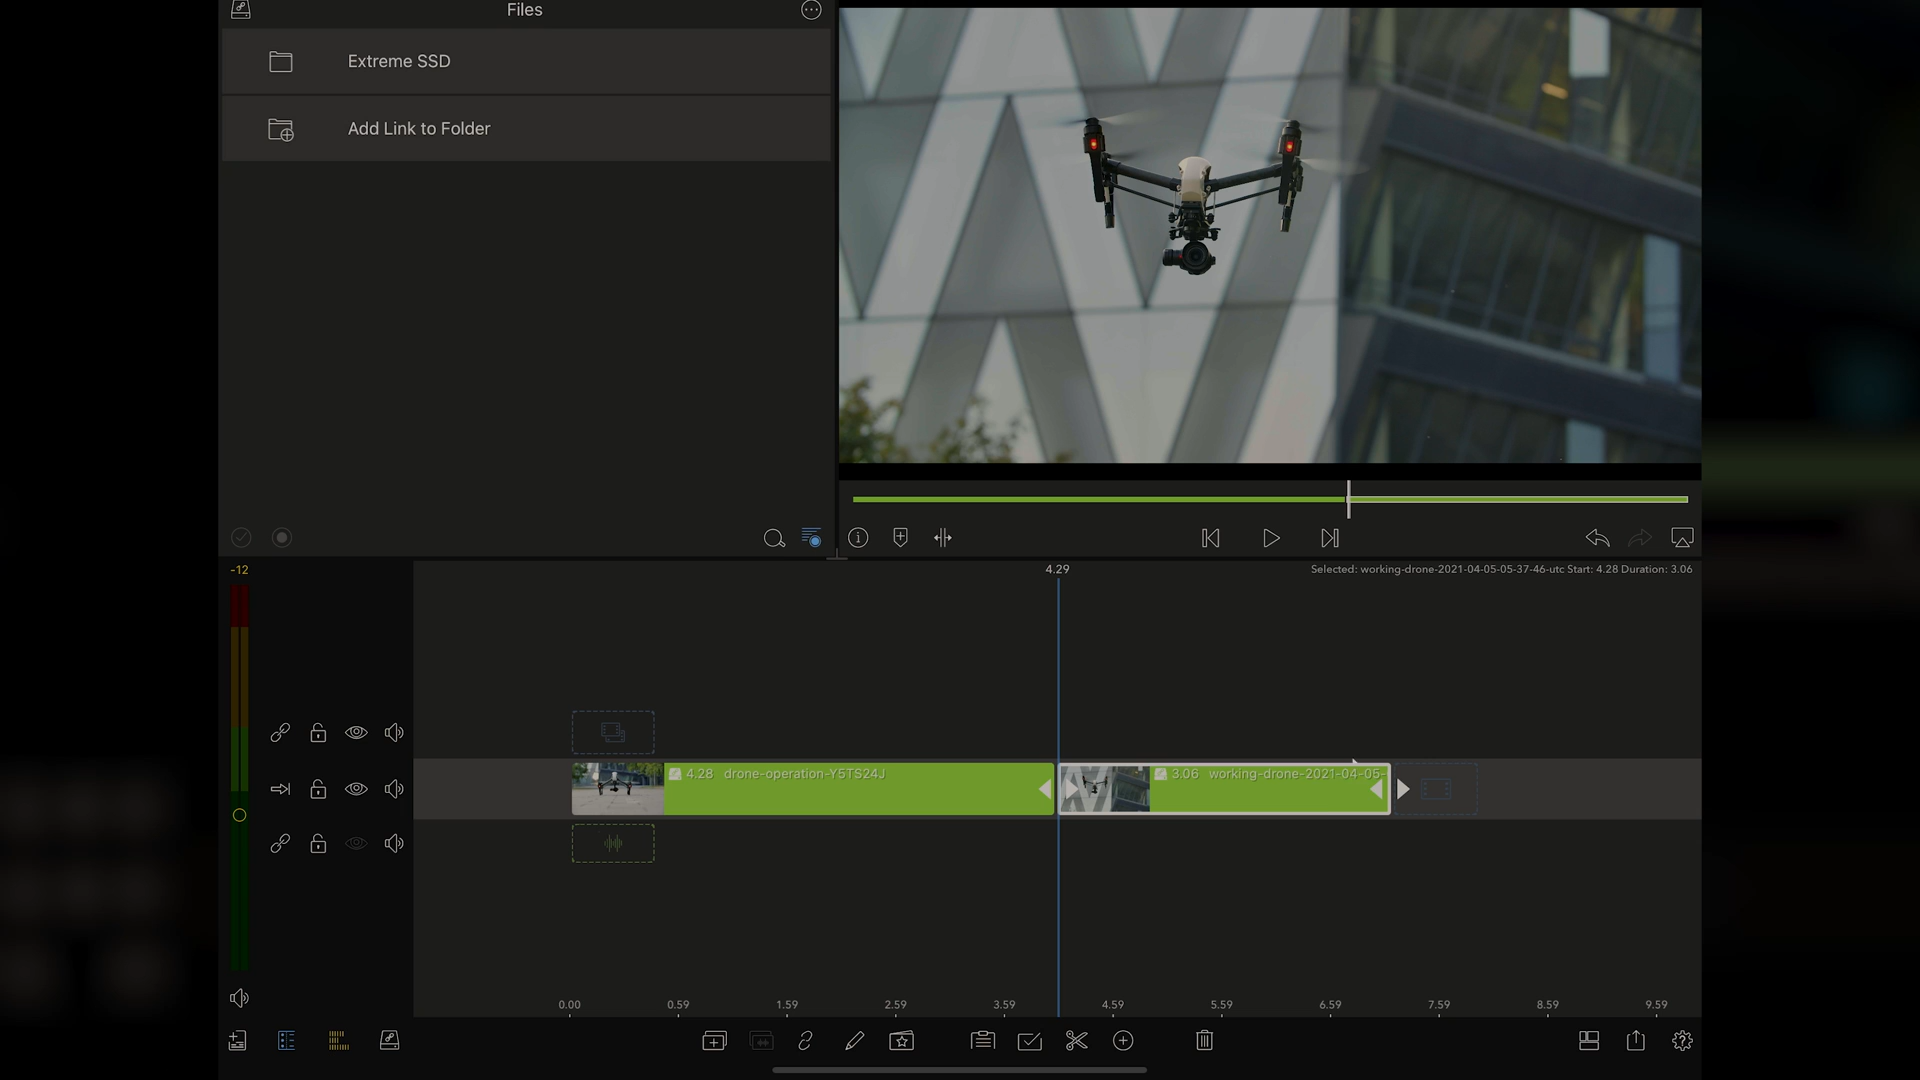 Files
Extreme SSD
Add Link to Folder
-12
4.29
Selected: working-drone-2021-04-05-05-37-46-utc Start: 4.28 Duration: 3.06
4.28 drone-operation-Y5TS24J
3.06 working-drone-2021-04-05-
0.00 0.59 1.59 2.59 3.59 4.59 5.59 6.59 7.59 8.59 9.59